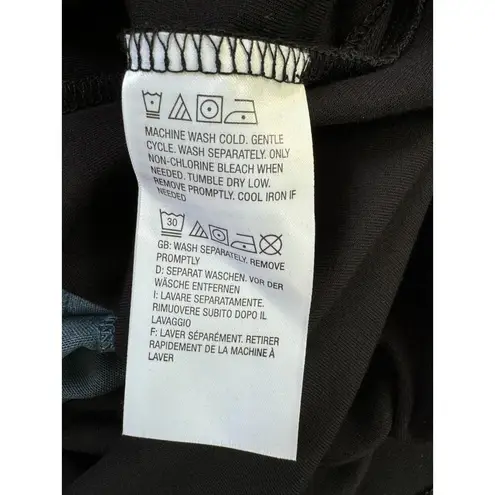 MACHINE WASH COLD. GENTLE
CYCLE. WASH SEPARATELY. ONLY
NON-CHLORINE BLEACH WHEN
NEEDED. TUMBLE DRY LOW.
REMOVE PROMPTLY. COOL IRON IF
NEEDED
30
GB: WASH SEPARATELY. REMOVE
PROMPTLY
D: SEPARAT WASCHEN. VOR DER
WÄSCHE ENTFERNEN
I: LAVARE SEPARATAMENTE.
RIMUOVERE SUBITO DOPO IL
LAVAGGIO
F: LAVER SÉPARÉMENT. RETIRER
RAPIDEMENT DE LA MACHINE À
LAVER